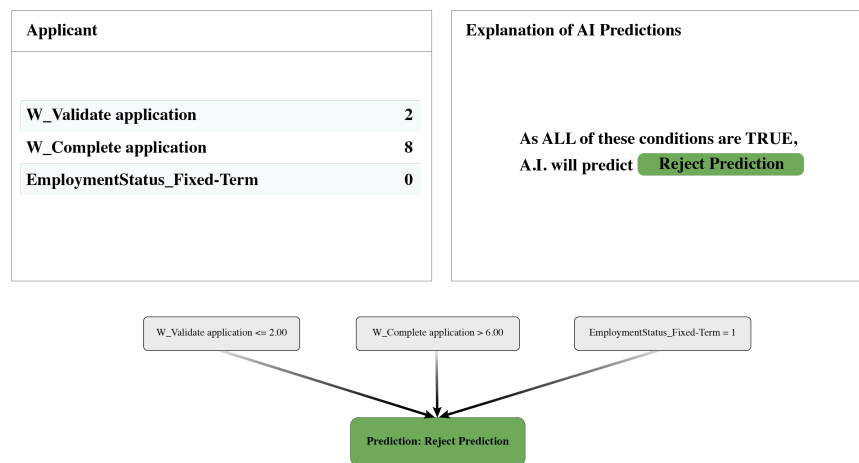 Applicant
W_Validate application 2
W_Complete application 8
EmploymentStatus_Fixed-Term 0
Explanation of AI Predictions
As ALL of these conditions are TRUE,
A.I. will predict Reject Prediction
W_Validate application <= 2.00
W_Complete application > 6.00
EmploymentStatus_Fixed-Term = 1
Prediction: Reject Prediction